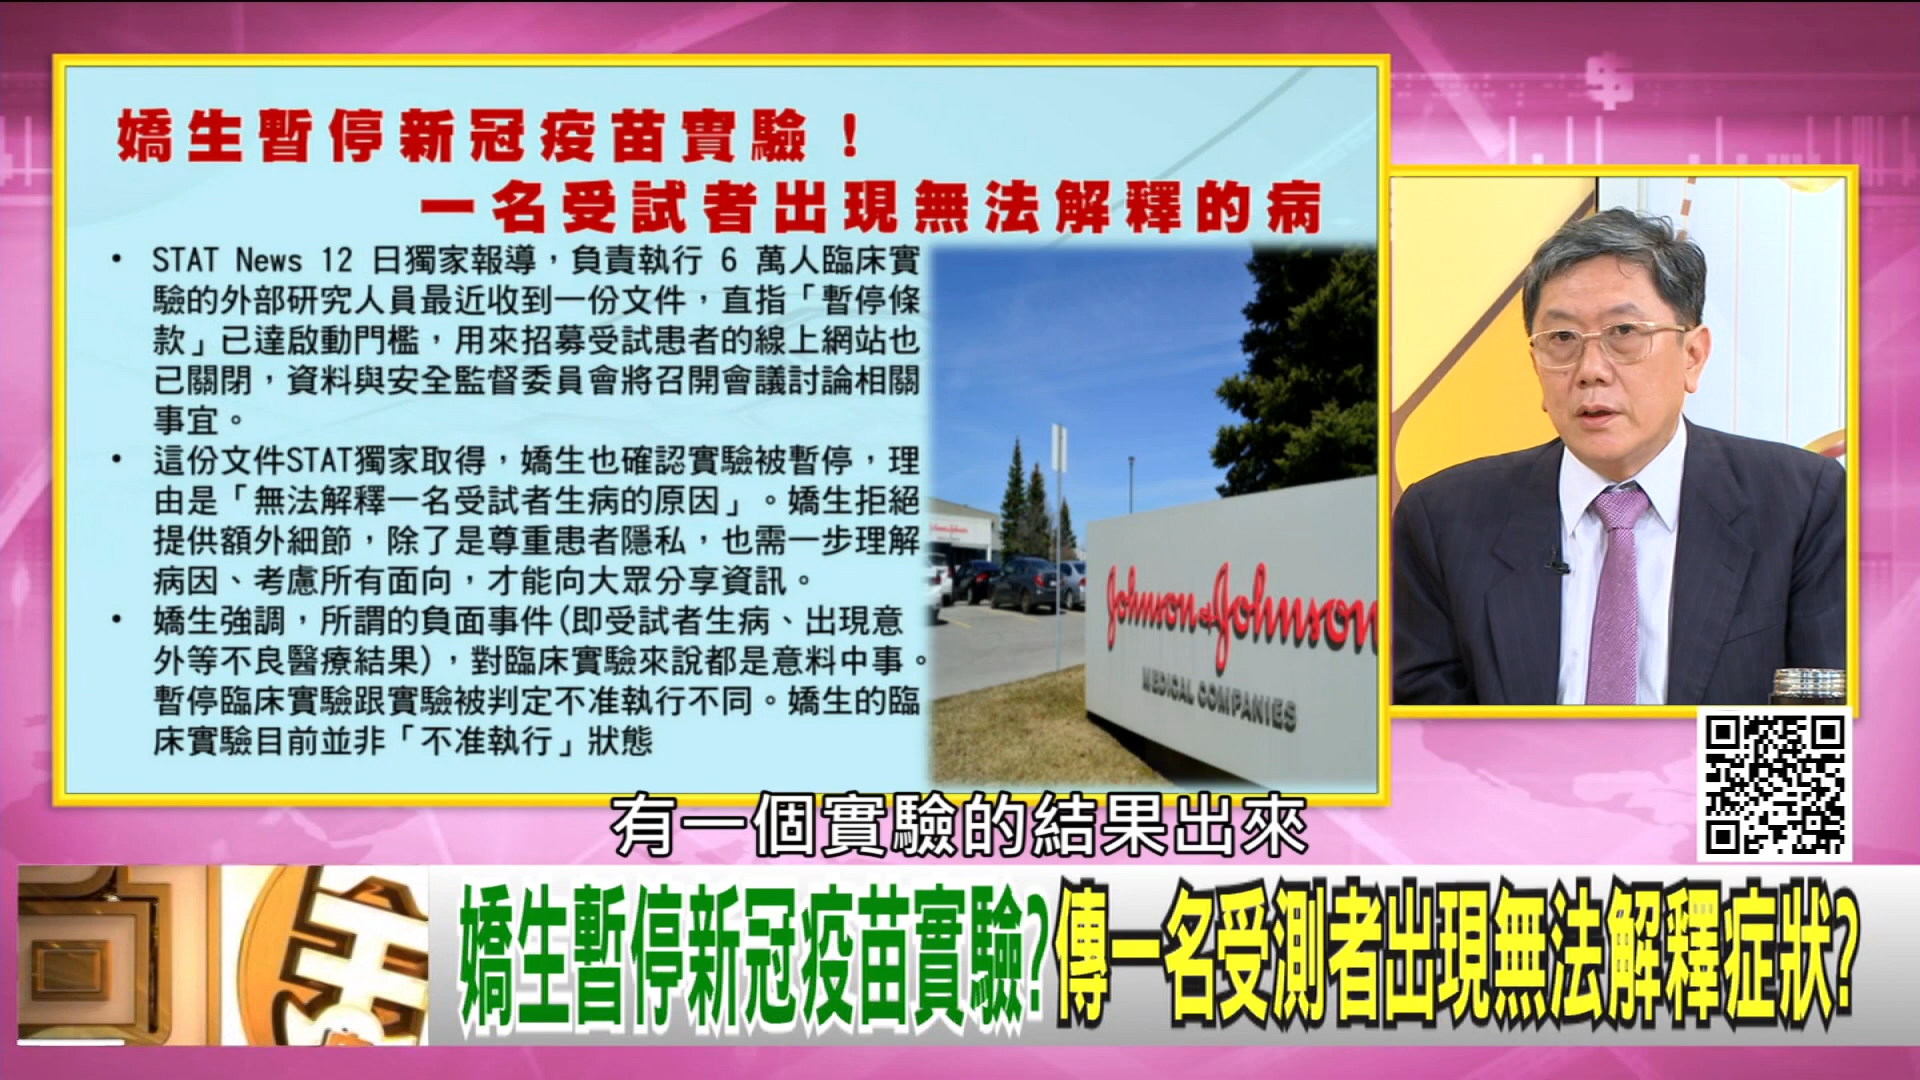 嬌生暫停新冠疫苗實驗！
一名受試者出現無法解釋的病
• STAT News 12 日獨家報導，負責執行 6 萬人臨床實
驗的外部研究人員最近收到一份文件，直指「暫停條
款」已達啟動門檻，用來招募受試患者的線上網站也
已關閉，資料與安全監督委員會將召開會議討論相關
事宜。
• 這份文件STAT獨家取得，嬌生也確認實驗被暫停，理
由是「無法解釋一名受試者生病的原因」。嬌生拒絕
提供額外細節，除了是尊重患者隱私，也需一步理解
病因、考慮所有面向，才能向大眾分享資訊。
• 嬌生強調，所謂的負面事件(即受試者生病、出現意
外等不良醫療結果)，對臨床實驗來說都是意料中事。
暫停臨床實驗跟實驗被判定不准執行不同。嬌生的臨
床實驗目前並非「不准執行」狀態
Johnson & Johnson
MEDICAL COMPANIES
有一個實驗的結果出來
嬌生暫停新冠疫苗實驗?傳一名受測者出現無法解釋症狀?